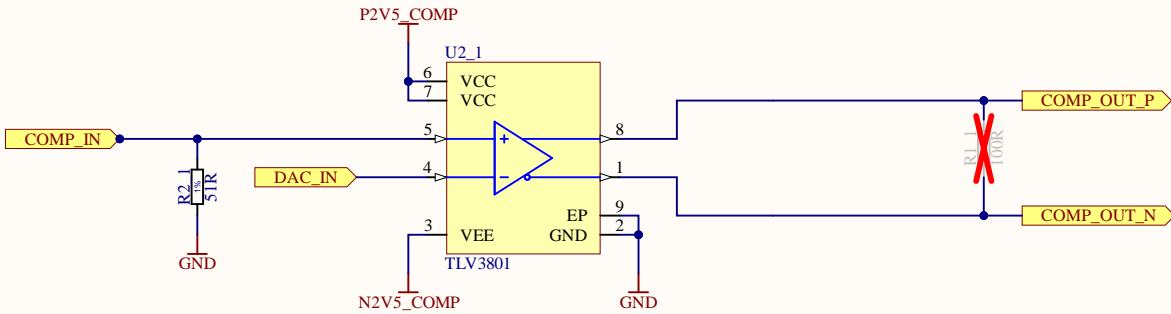 P2V5_COMP
U2_1
6 VCC
7 VCC
COMP_IN
5 +
8
COMP_OUT_P
R2_1
1%
51R
GND
DAC_IN
4 −
1
R1_1
100R
3 VEE
EP 9
GND 2
COMP_OUT_N
TLV3801
N2V5_COMP
GND